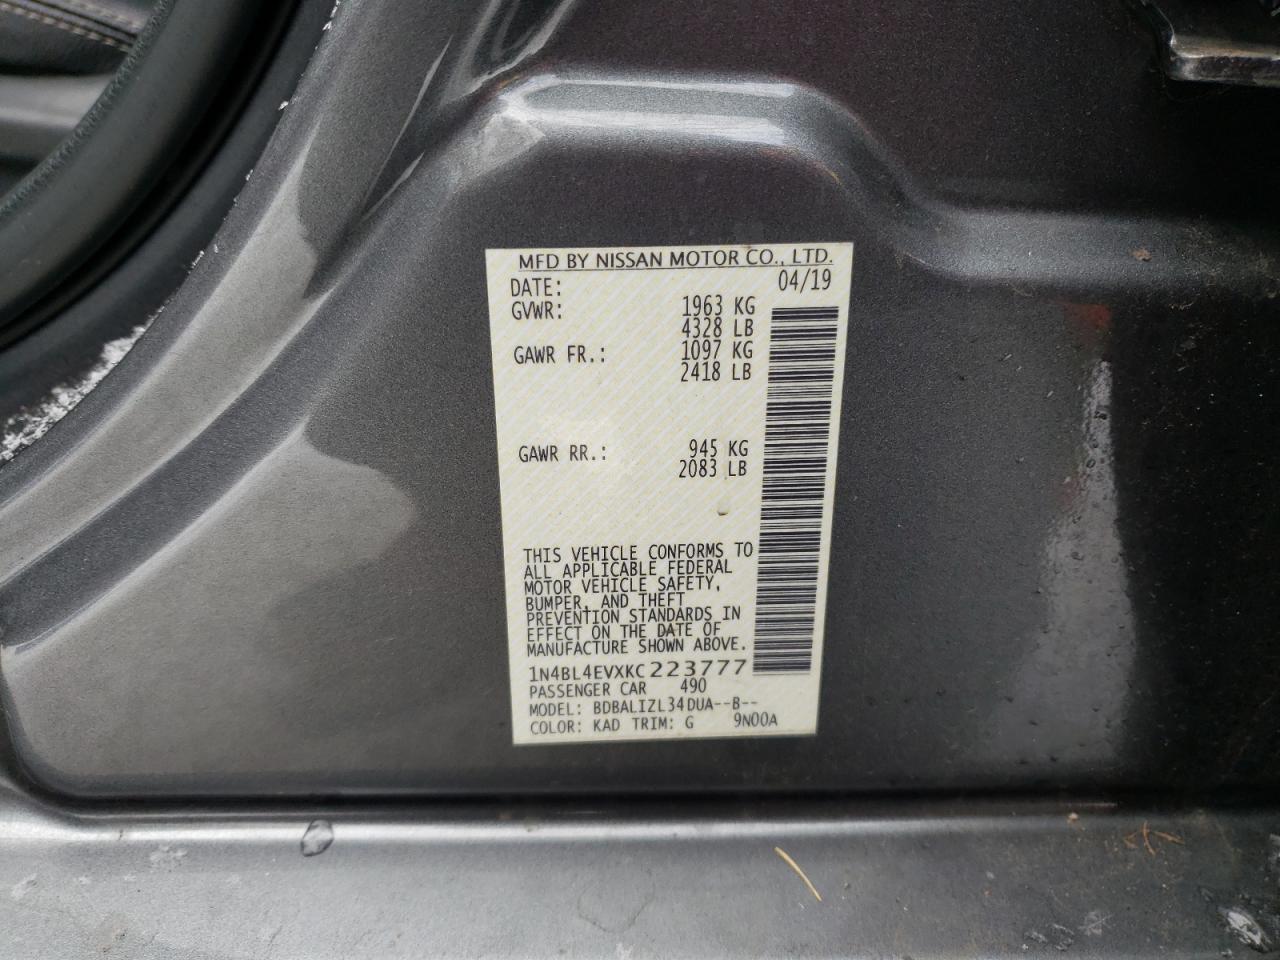 MFD BY NISSAN MOTOR CO., LTD.
DATE: 04/19
GVWR: 1963 KG
4328 LB
GAWR FR.: 1097 KG
2418 LB
GAWR RR.: 945 KG
2083 LB
THIS VEHICLE CONFORMS TO
ALL APPLICABLE FEDERAL
MOTOR VEHICLE SAFETY,
BUMPER, AND THEFT
PREVENTION STANDARDS IN
EFFECT ON THE DATE OF
MANUFACTURE SHOWN ABOVE.
1N4BL4EVXKC223777
PASSENGER CAR 490
MODEL: BDBALIZL34DUA--B--
COLOR: KAD TRIM: G 9N00A